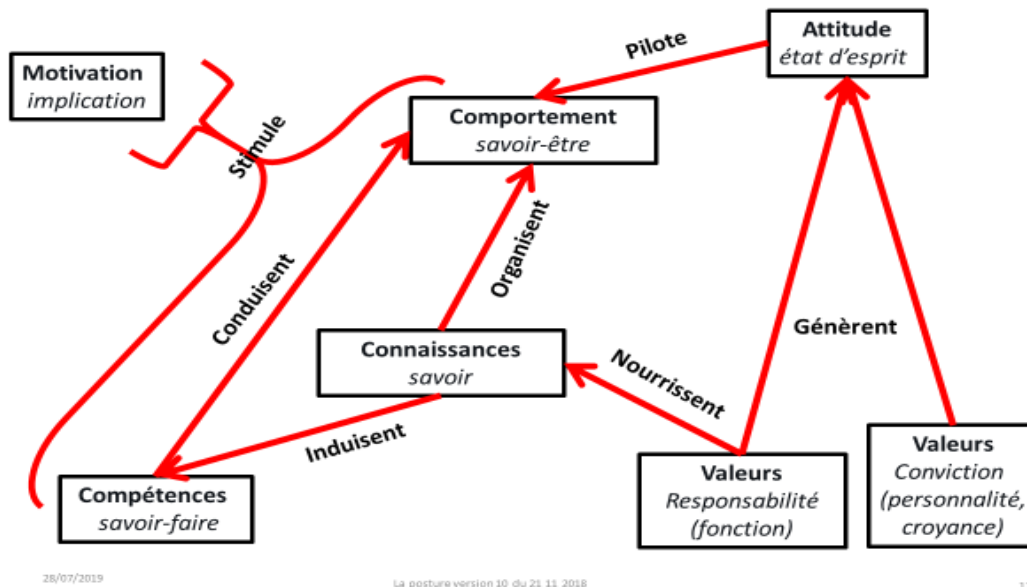 Attitude
état d'esprit
Pilote
Motivation
implication
Comportement
savoir-être
Stimule
Organisent
Conduisent
Génèrent
Connaissances
savoir
Nourrissent
Induisent
Valeurs
Conviction
(personnalité,
croyance)
Valeurs
Responsabilité
(fonction)
Compétences
savoir-faire
28/07/2019
La posture version 10 du 21 11 2018